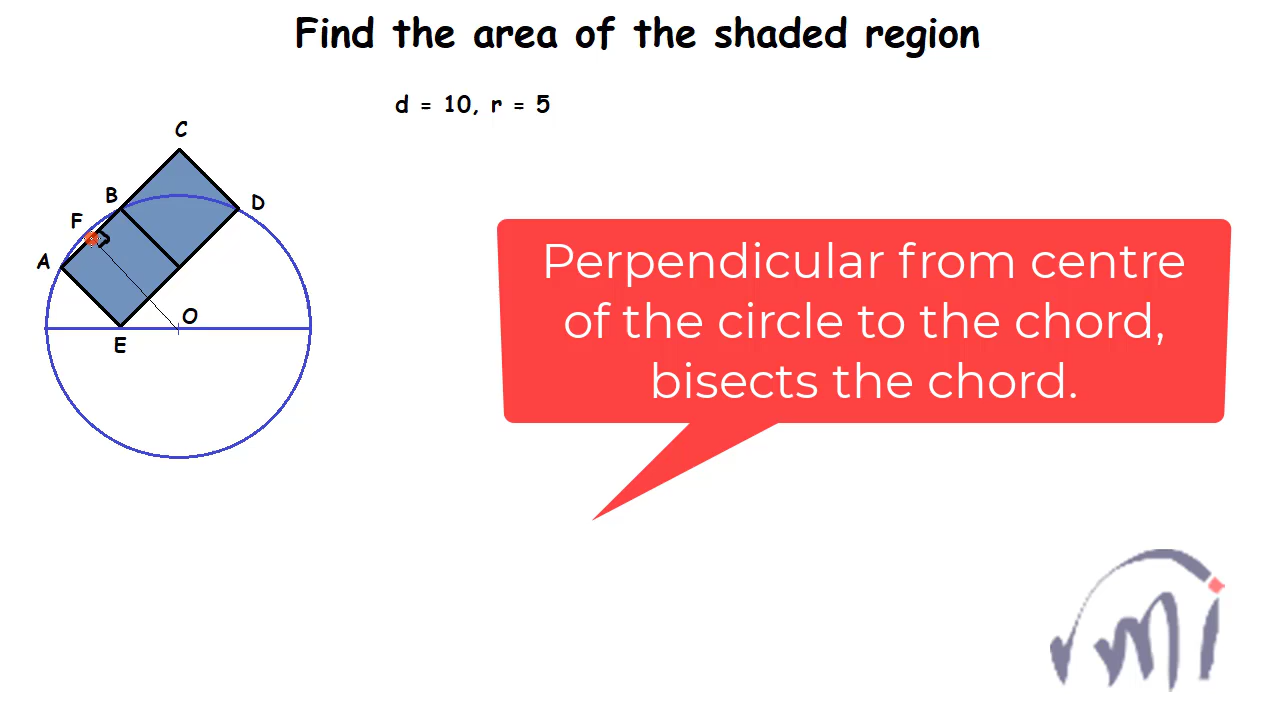 Find the area of the shaded region
d = 10, r = 5
C
B
D
F
A
O
E
Perpendicular from centre
of the circle to the chord,
bisects the chord.
rmi